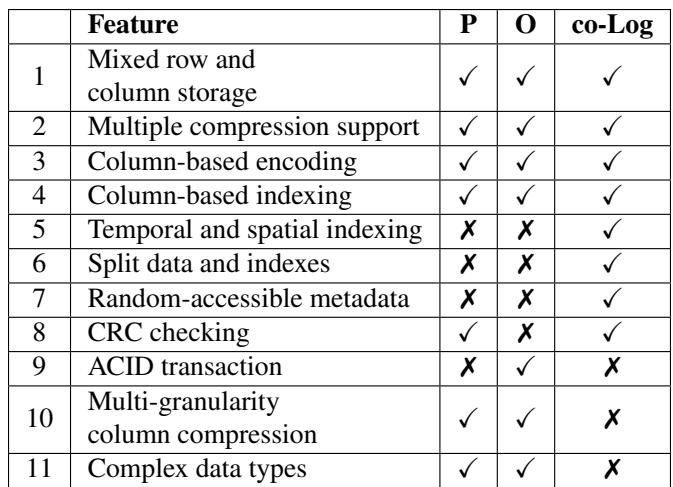 Feature P O co-Log
1 Mixed row and
column storage ✓ ✓ ✓
2 Multiple compression support ✓ ✓ ✓
3 Column-based encoding ✓ ✓ ✓
4 Column-based indexing ✓ ✓ ✓
5 Temporal and spatial indexing ✗ ✗ ✓
6 Split data and indexes ✗ ✗ ✓
7 Random-accessible metadata ✗ ✗ ✓
8 CRC checking ✓ ✗ ✓
9 ACID transaction ✗ ✓ ✗
10 Multi-granularity
column compression ✓ ✓ ✗
11 Complex data types ✓ ✓ ✗